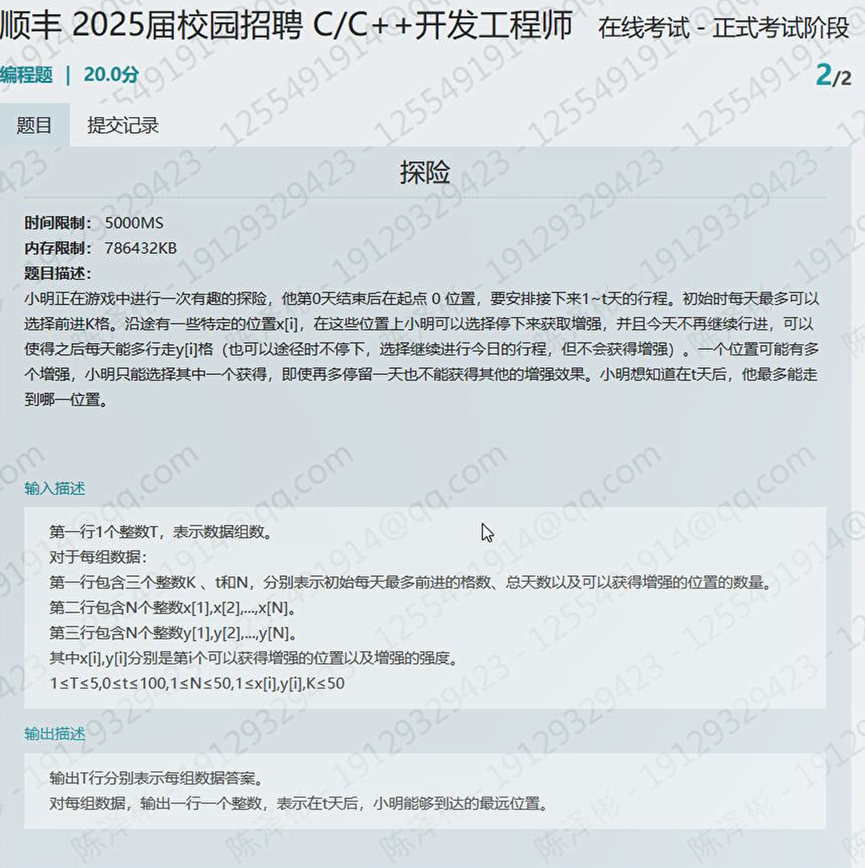 顺丰 2025届校园招聘 C/C++开发工程师 在线考试 - 正式考试阶段
编程题 | 20.0分 2/2
题目 提交记录
探险
时间限制： 5000MS
内存限制： 786432KB
题目描述：
小明正在游戏中进行一次有趣的探险，他第0天结束后在起点 0 位置，要安排接下来1~t天的行程。初始时每天最多可以
选择前进K格。沿途有一些特定的位置x[i]，在这些位置上小明可以选择停下来获取增强，并且今天不再继续行进，可以
使得之后每天能多行走y[i]格（也可以途径时不停下，选择继续进行今日的行程，但不会获得增强）。一个位置可能有多
个增强，小明只能选择其中一个获得，即使再多停留一天也不能获得其他的增强效果。小明想知道在t天后，他最多能走
到哪一位置。
输入描述
第一行1个整数T，表示数据组数。
对于每组数据：
第一行包含三个整数K 、t和N，分别表示初始每天最多前进的格数、总天数以及可以获得增强的位置的数量。
第二行包含N个整数x[1],x[2],...,x[N]。
第三行包含N个整数y[1],y[2],...,y[N]。
其中x[i],y[i]分别是第i个可以获得增强的位置以及增强的强度。
1≤T≤5,0≤t≤100,1≤N≤50,1≤x[i],y[i],K≤50
输出描述
输出T行分别表示每组数据答案。
对每组数据，输出一行一个整数，表示在t天后，小明能够到达的最远位置。
陈泽彬 - 19129329423 - 1255491914@qq.com